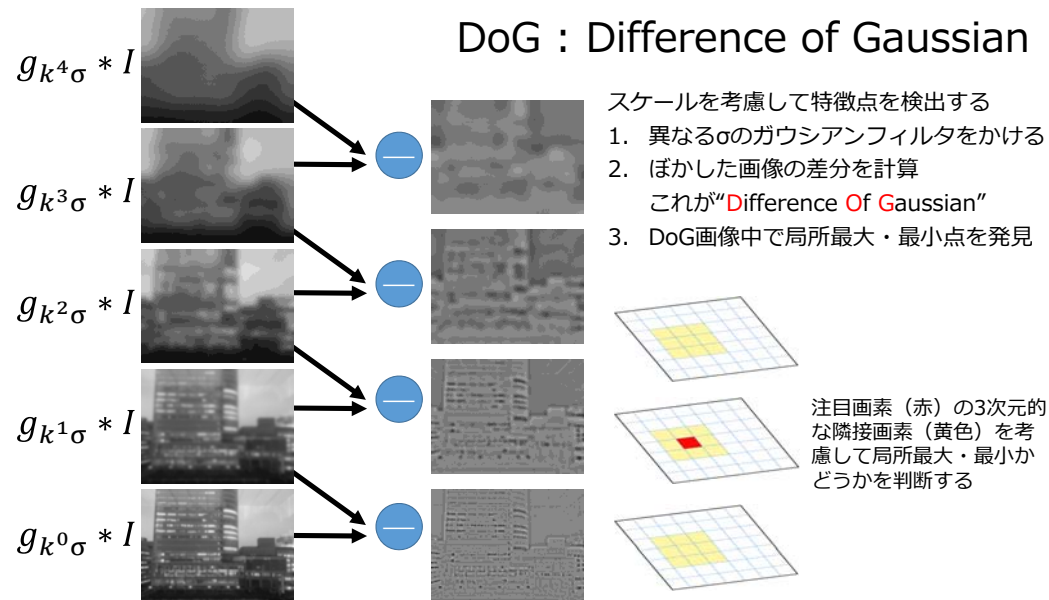 DoG : Difference of Gaussian
スケールを考慮して特徴点を検出する
1. 異なるσのガウシアンフィルタをかける
2. ぼかした画像の差分を計算
これが“Difference Of Gaussian”
3. DoG画像中で局所最大・最小点を発見
注目画素（赤）の3次元的
な隣接画素（黄色）を考
慮して局所最大・最小か
どうかを判断する
$g_{k^4σ} * I$
$g_{k^3σ} * I$
$g_{k^2σ} * I$
$g_{k^1σ} * I$
$g_{k^0σ} * I$